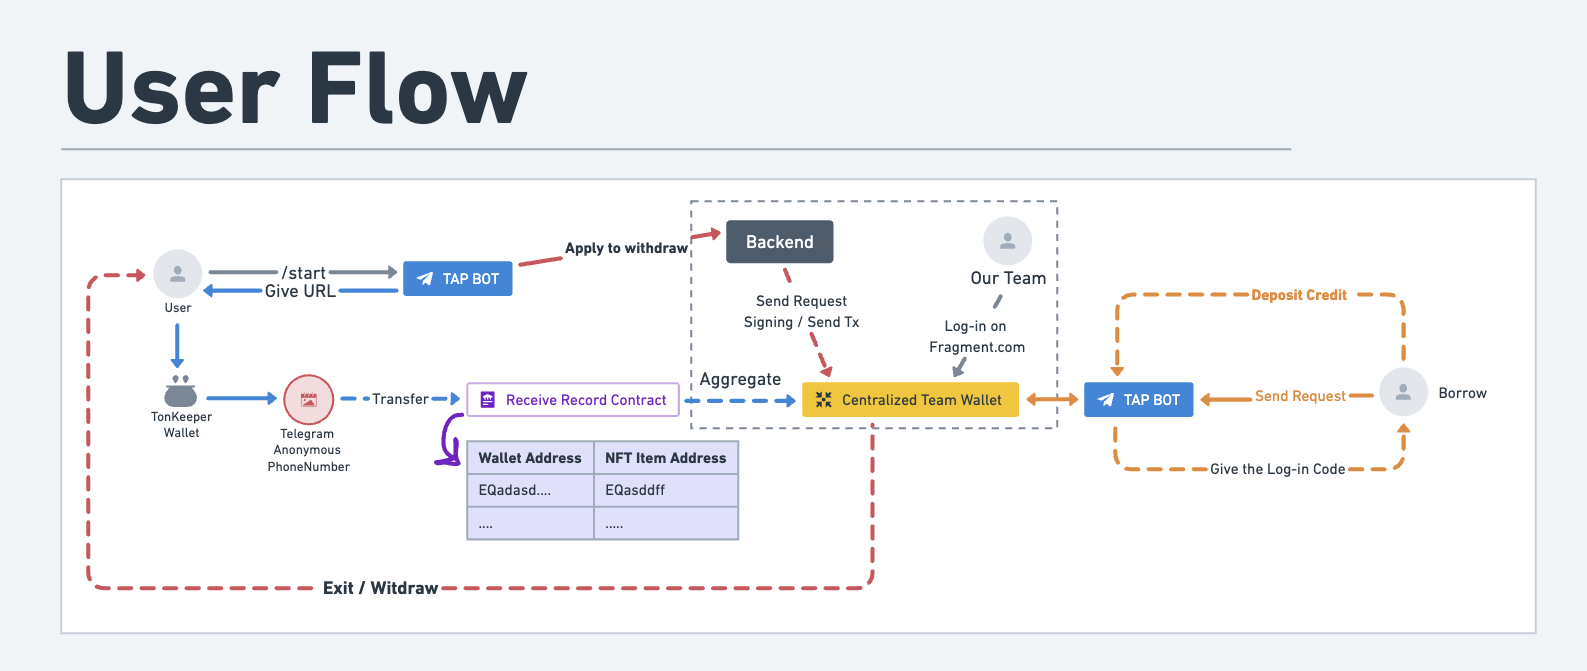 User Flow
Apply to withdraw
Backend
/start
Give URL
TAP BOT
User
Our Team
Send Request
Signing / Send Tx
Log-in on
Fragment.com
Deposit Credit
Aggregate
TonKeeper
Wallet
Telegram
Anonymous
PhoneNumber
Transfer
Receive Record Contract
Centralized Team Wallet
TAP BOT
Send Request
Borrow
Give the Log-in Code
Wallet Address NFT Item Address
EQadasd.... EQasddff
.... .....
Exit / Witdraw